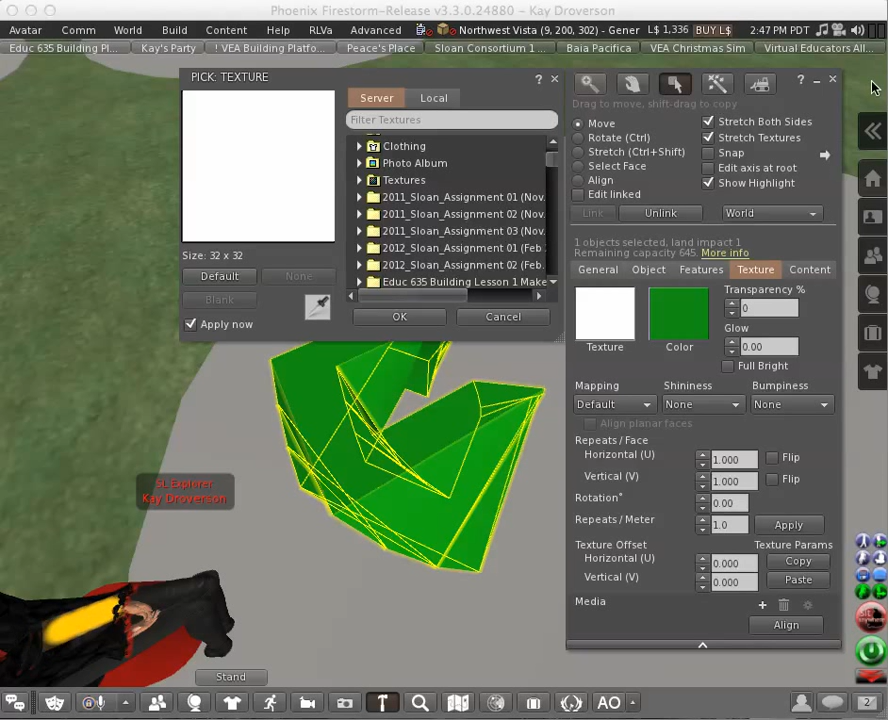 Phoenix Firestorm-Release v3.3.0.24880 - Kay Droverson
Avatar Comm World Build Content RLVa Advanced Northwest Vista (9, 200, 302) - Gener L$ 1,336 BUY L$ 2:47 PM PDT
Educ 635 Building Pl... Kay's Party ! VEA Building Platfo... Peace's Place Sloan Consortium 1... Baia Pacifica VEA Christmas Sim Virtual Educators All...
PICK: TEXTURE
Server Local
Filter Textures
Clothing
Photo Album
Textures
2011_Sloan_Assignment 01 (Nov.
2011_Sloan_Assignment 02 (Nov.
2011_Sloan_Assignment 03 (Nov.
2012_Sloan_Assignment 01 (Feb
2012_Sloan_Assignment 02 (Feb.
Educ 635 Building Lesson 1 Make
Size: 32 x 32
Default None
Blank
Apply now
OK Cancel
Drag to move, shift-drag to copy
Move
Rotate (Ctrl)
Stretch (Ctrl+Shift)
Select Face
Align
Edit linked
Stretch Both Sides
Stretch Textures
Snap
Edit axis at root
Show Highlight
Link Unlink World
1 objects selected, land impact 1
Remaining capacity 645. More info
General Object Features Texture Content
Texture Color
Transparency %
0
Glow
0.00
Full Bright
Mapping Shininess Bumpiness
Default None None
Align planar faces
Repeats / Face
Horizontal (U) 1.000 Flip
Vertical (V) 1.000 Flip
Rotation° 0.00
Repeats / Meter 1.0 Apply
Texture Offset Texture Params
Horizontal (U) 0.000 Copy
Vertical (V) 0.000 Paste
Media
Align
SL Explorer
Kay Droverson
Stand
AO
2